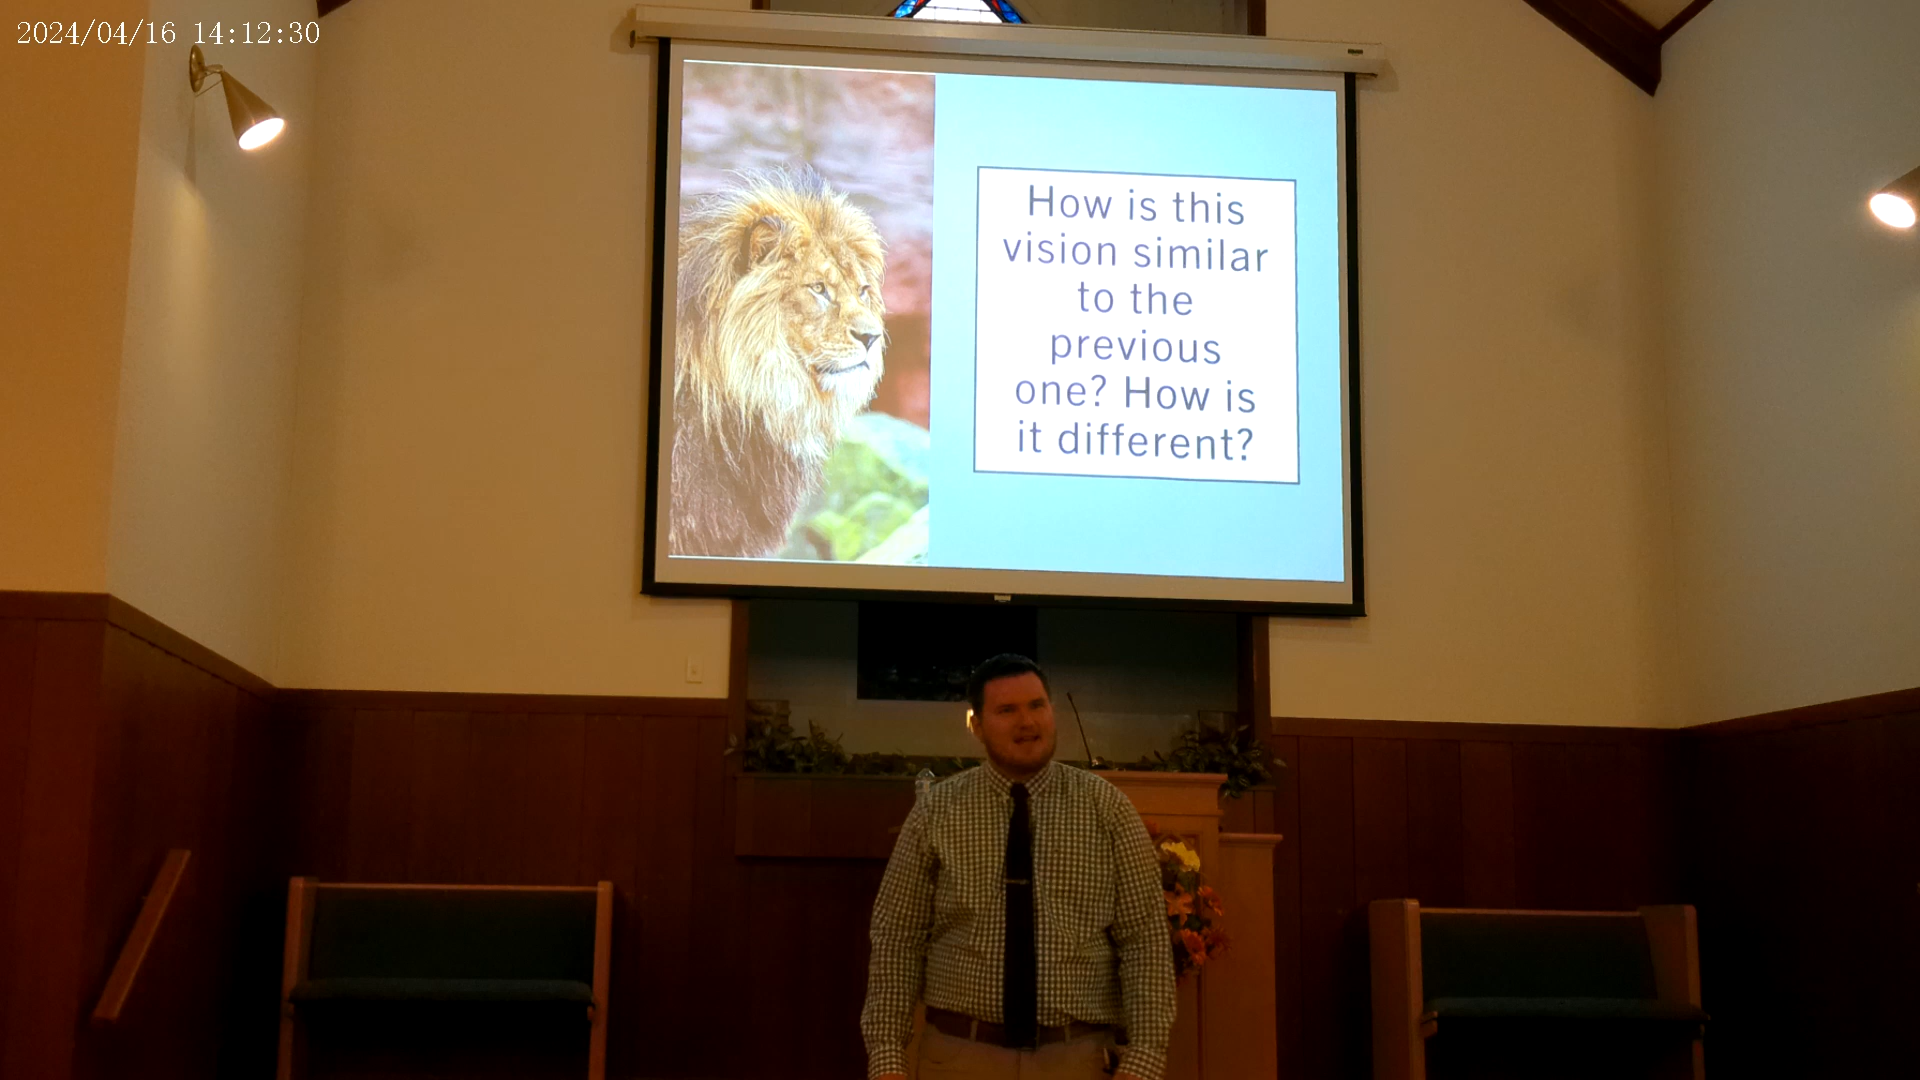 2024/04/16 14:12:30
How is this
vision similar
to the
previous
one? How is
it different?